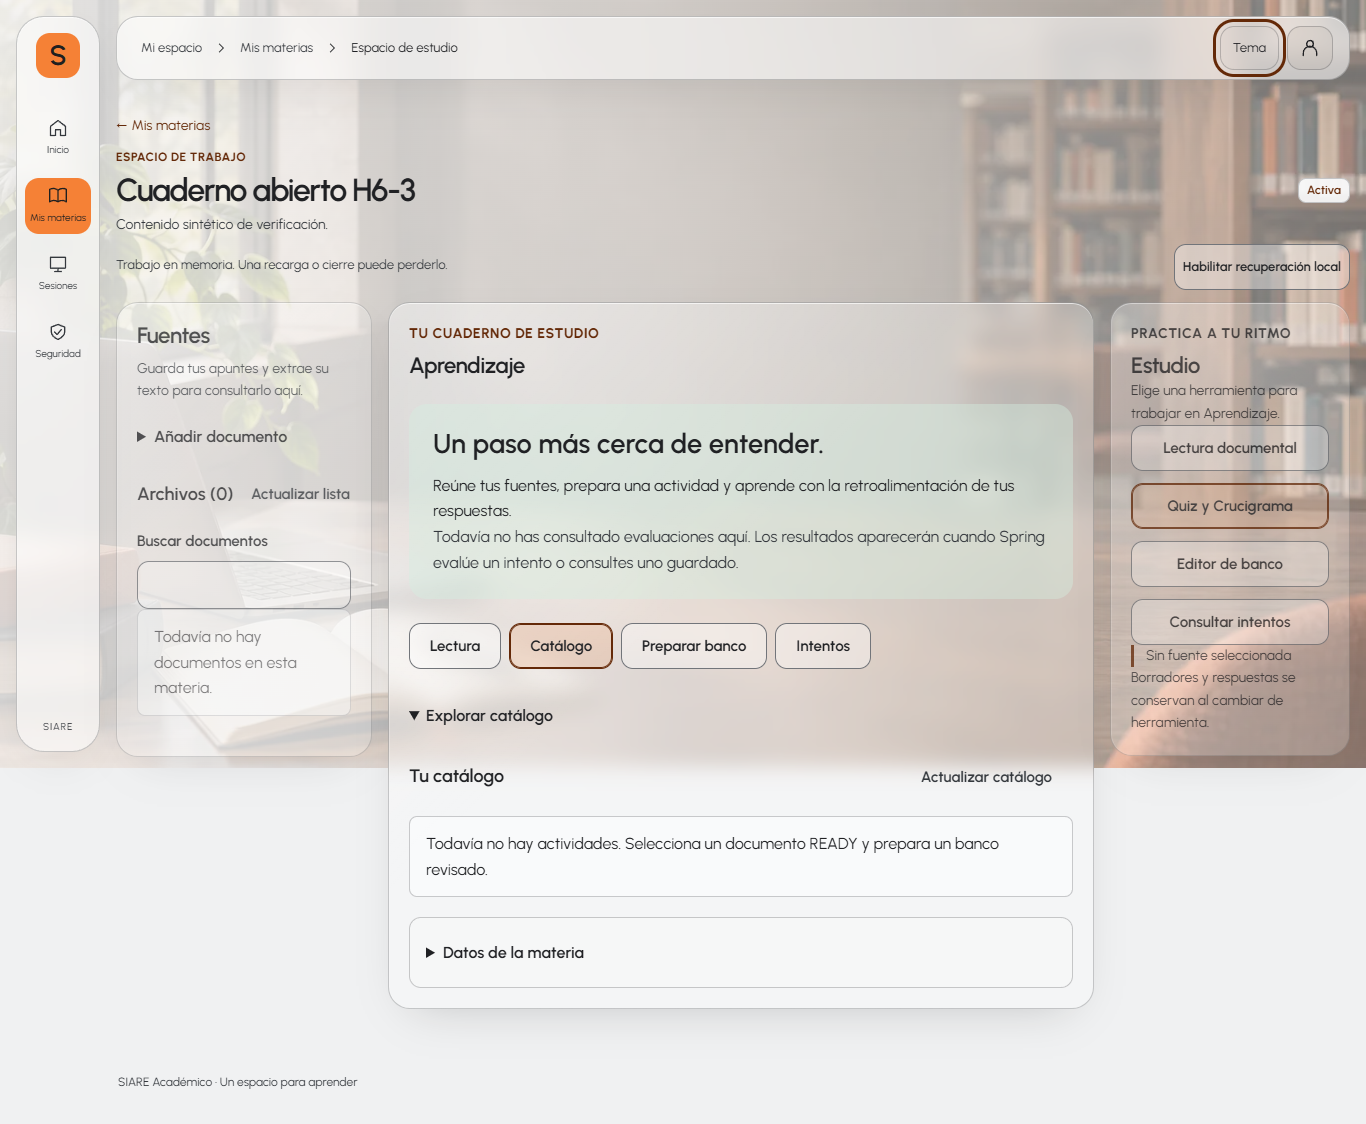 S
Inicio
Mis materias
Sesiones
Seguridad
SIARE
Mi espacio > Mis materias > Espacio de estudio
Tema
← Mis materias
ESPACIO DE TRABAJO
Cuaderno abierto H6-3
Activa
Contenido sintético de verificación.
Trabajo en memoria. Una recarga o cierre puede perderlo.
Habilitar recuperación local
Fuentes
Guarda tus apuntes y extrae su
texto para consultarlo aquí.
Añadir documento
Archivos (0) Actualizar lista
Buscar documentos
Todavía no hay
documentos en esta
materia.
TU CUADERNO DE ESTUDIO
Aprendizaje
Un paso más cerca de entender.
Reúne tus fuentes, prepara una actividad y aprende con la retroalimentación de tus
respuestas.
Todavía no has consultado evaluaciones aquí. Los resultados aparecerán cuando Spring
evalúe un intento o consultes uno guardado.
Lectura Catálogo Preparar banco Intentos
Explorar catálogo
Tu catálogo Actualizar catálogo
Todavía no hay actividades. Selecciona un documento READY y prepara un banco
revisado.
Datos de la materia
PRACTICA A TU RITMO
Estudio
Elige una herramienta para
trabajar en Aprendizaje.
Lectura documental
Quiz y Crucigrama
Editor de banco
Consultar intentos
Sin fuente seleccionada
Borradores y respuestas se
conservan al cambiar de
herramienta.
SIARE Académico · Un espacio para aprender